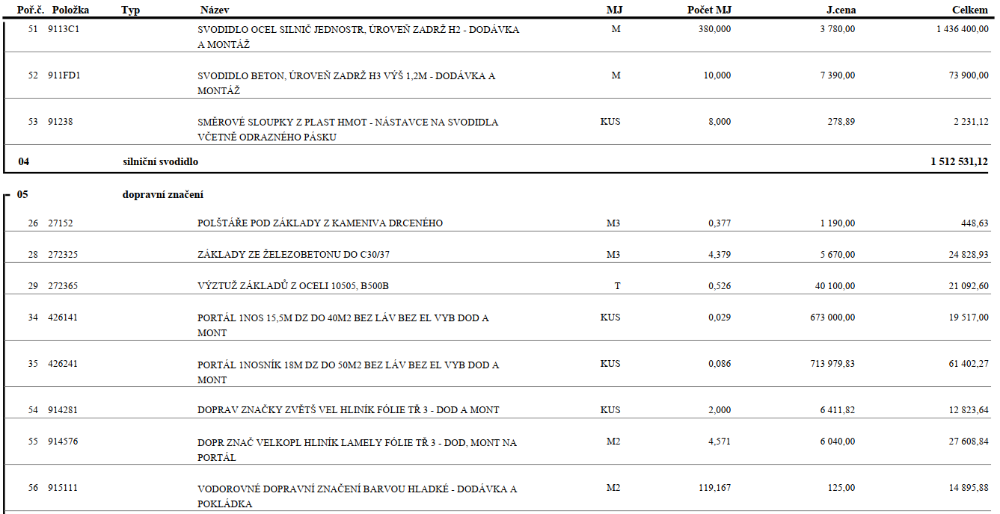 Poř.č. Položka Typ Název MJ Počet MJ J.cena Celkem
51 9113C1 SVODIDLO OCEL SILNIČ JEDNOSTR, ÚROVEŇ ZADRŽ H2 - DODÁVKA M 380,000 3 780,00 1 436 400,00
A MONTÁŽ
52 911FD1 SVODIDLO BETON, ÚROVEŇ ZADRŽ H3 VÝŠ 1,2M - DODÁVKA A M 10,000 7 390,00 73 900,00
MONTÁŽ
53 91238 SMĚROVÉ SLOUPKY Z PLAST HMOT - NÁSTAVCE NA SVODIDLA KUS 8,000 278,89 2 231,12
VČETNĚ ODRAZNÉHO PÁSKU
04 silniční svodidlo 1 512 531,12
05 dopravní značení
26 27152 POLŠTÁŘE POD ZÁKLADY Z KAMENIVA DRCENÉHO M3 0,377 1 190,00 448,63
28 272325 ZÁKLADY ZE ŽELEZOBETONU DO C30/37 M3 4,379 5 670,00 24 828,93
29 272365 VÝZTUŽ ZÁKLADŮ Z OCELI 10505, B500B T 0,526 40 100,00 21 092,60
34 426141 PORTÁL 1NOS 15,5M DZ DO 40M2 BEZ LÁV BEZ EL VYB DOD A KUS 0,029 673 000,00 19 517,00
MONT
35 426241 PORTÁL 1NOSNÍK 18M DZ DO 50M2 BEZ LÁV BEZ EL VYB DOD A KUS 0,086 713 979,83 61 402,27
MONT
54 914281 DOPRAV ZNAČKY ZVĚTŠ VEL HLINÍK FÓLIE TŘ 3 - DOD A MONT KUS 2,000 6 411,82 12 823,64
55 914576 DOPR ZNAČ VELKOPL HLINÍK LAMELY FÓLIE TŘ 3 - DOD, MONT NA M2 4,571 6 040,00 27 608,84
PORTÁL
56 915111 VODOROVNÉ DOPRAVNÍ ZNAČENÍ BARVOU HLADKÉ - DODÁVKA A M2 119,167 125,00 14 895,88
POKLÁDKA